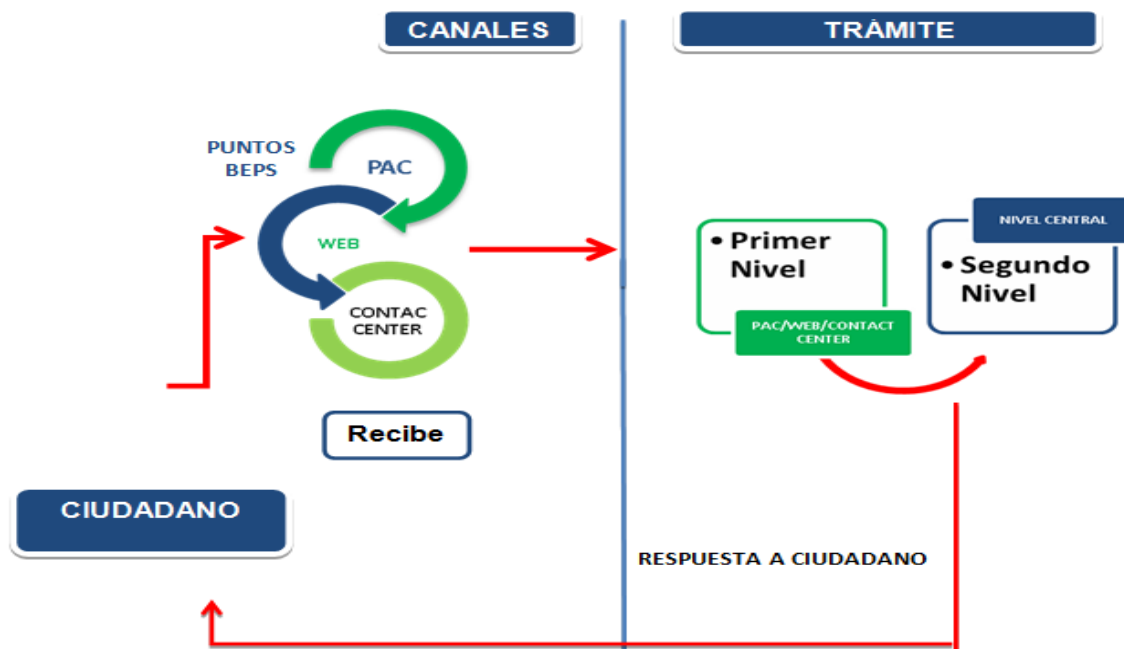 CANALES
TRÁMITE
PUNTOS
BEPS
PAC
WEB
CONTAC
CENTER
Recibe
• Primer
Nivel
PAC/WEB/CONTACT
CENTER
NIVEL CENTRAL
• Segundo
Nivel
CIUDADANO
RESPUESTA A CIUDADANO